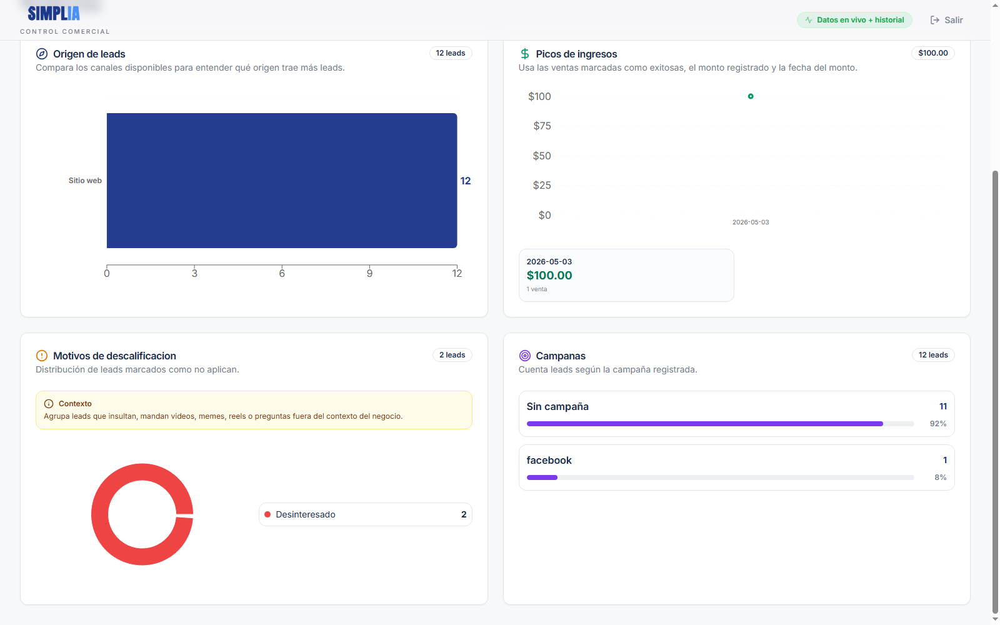 SIMPLIA
CONTROL COMERCIAL
Datos en vivo + historial
Salir
Origen de leads
12 leads
Compara los canales disponibles para entender qué origen trae más leads.
Sitio web
12
0
3
6
9
12
Picos de ingresos
$100.00
Usa las ventas marcadas como exitosas, el monto registrado y la fecha del monto.
$100
$75
$50
$25
$0
2026-05-03
2026-05-03
$100.00
1 venta
Motivos de descalificacion
2 leads
Distribución de leads marcados como no aplican.
Contexto
Agrupa leads que insultan, mandan videos, memes, reels o preguntas fuera del contexto del negocio.
Desinteresado
2
Campanas
12 leads
Cuenta leads según la campaña registrada.
Sin campaña
11
92%
facebook
1
8%